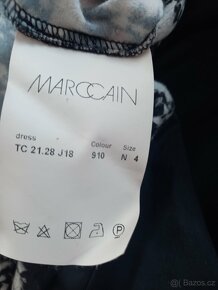 MARCCAIN
dress Colour Size
TC 21.28 J18 910 N 4
P
bazos.cz